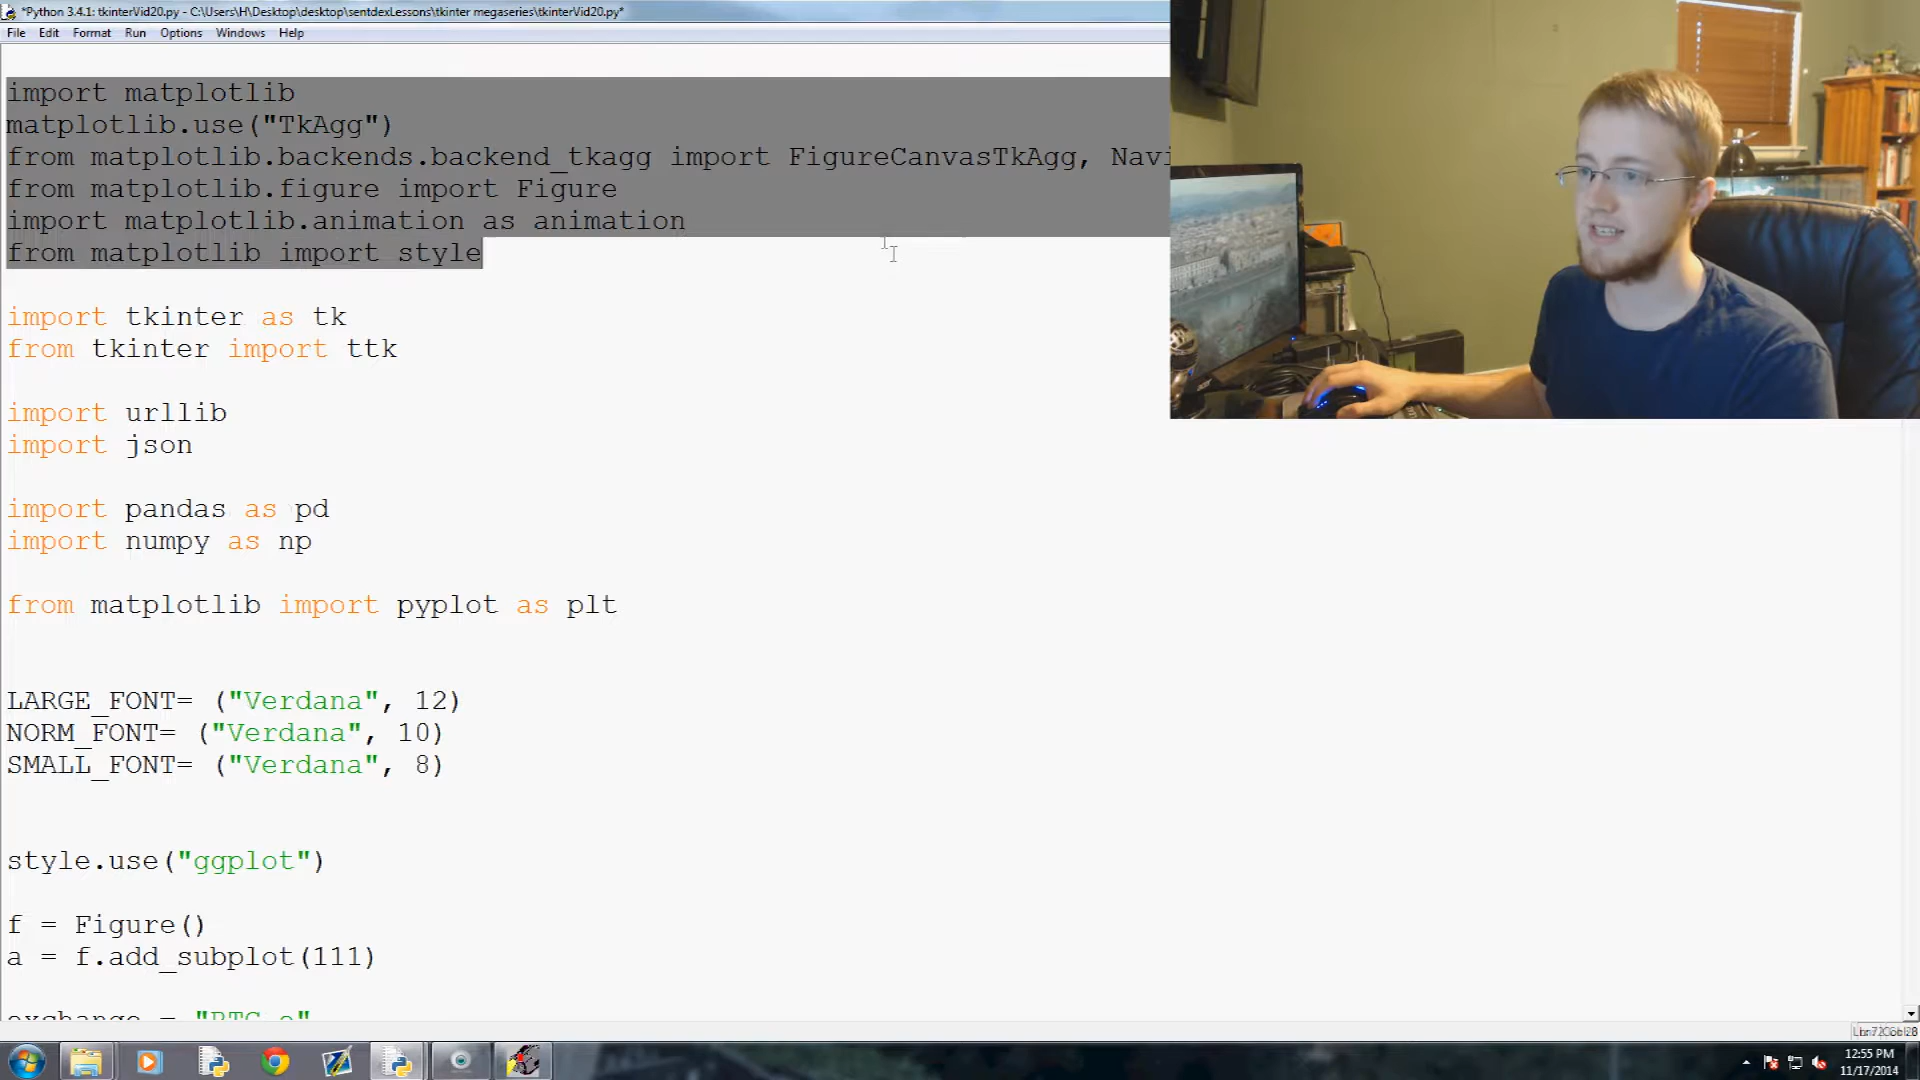 *Python 3.4.1: tkinterVid20.py - C:\Users\H\Desktop\desktop\sentdexLessons\tkinter megaseries\tkinterVid20.py*
File Edit Format Run Options Windows Help
import matplotlib
matplotlib.use("TkAgg")
from matplotlib.backends.backend_tkagg import FigureCanvasTkAgg, Navi
from matplotlib.figure import Figure
import matplotlib.animation as animation
from matplotlib import style
import tkinter as tk
from tkinter import ttk
import urllib
import json
import pandas as pd
import numpy as np
from matplotlib import pyplot as plt
LARGE_FONT= ("Verdana", 12)
NORM_FONT= ("Verdana", 10)
SMALL_FONT= ("Verdana", 8)
style.use("ggplot")
f = Figure()
a = f.add_subplot(111)
exchange = "BTC-e"
12:55 PM
11/17/2014